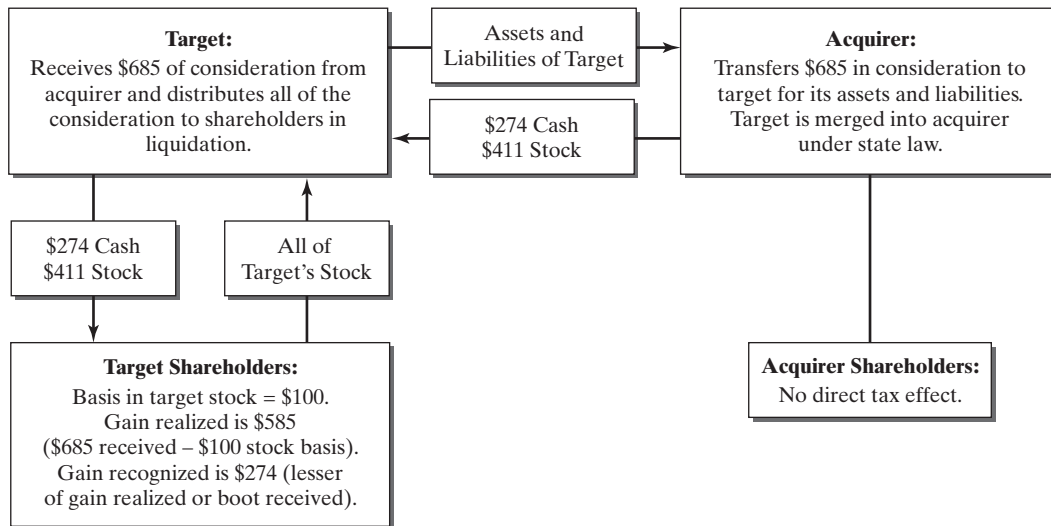 Target:
Receives $685 of consideration from
acquirer and distributes all of the
consideration to shareholders in
liquidation.
Assets and
Liabilities of Target
$274 Cash
$411 Stock
Acquirer:
Transfers $685 in consideration to
target for its assets and liabilities.
Target is merged into acquirer
under state law.
$274 Cash
$411 Stock
All of
Target’s Stock
Target Shareholders:
Basis in target stock = $100.
Gain realized is $585
($685 received – $100 stock basis).
Gain recognized is $274 (lesser
of gain realized or boot received).
Acquirer Shareholders:
No direct tax effect.